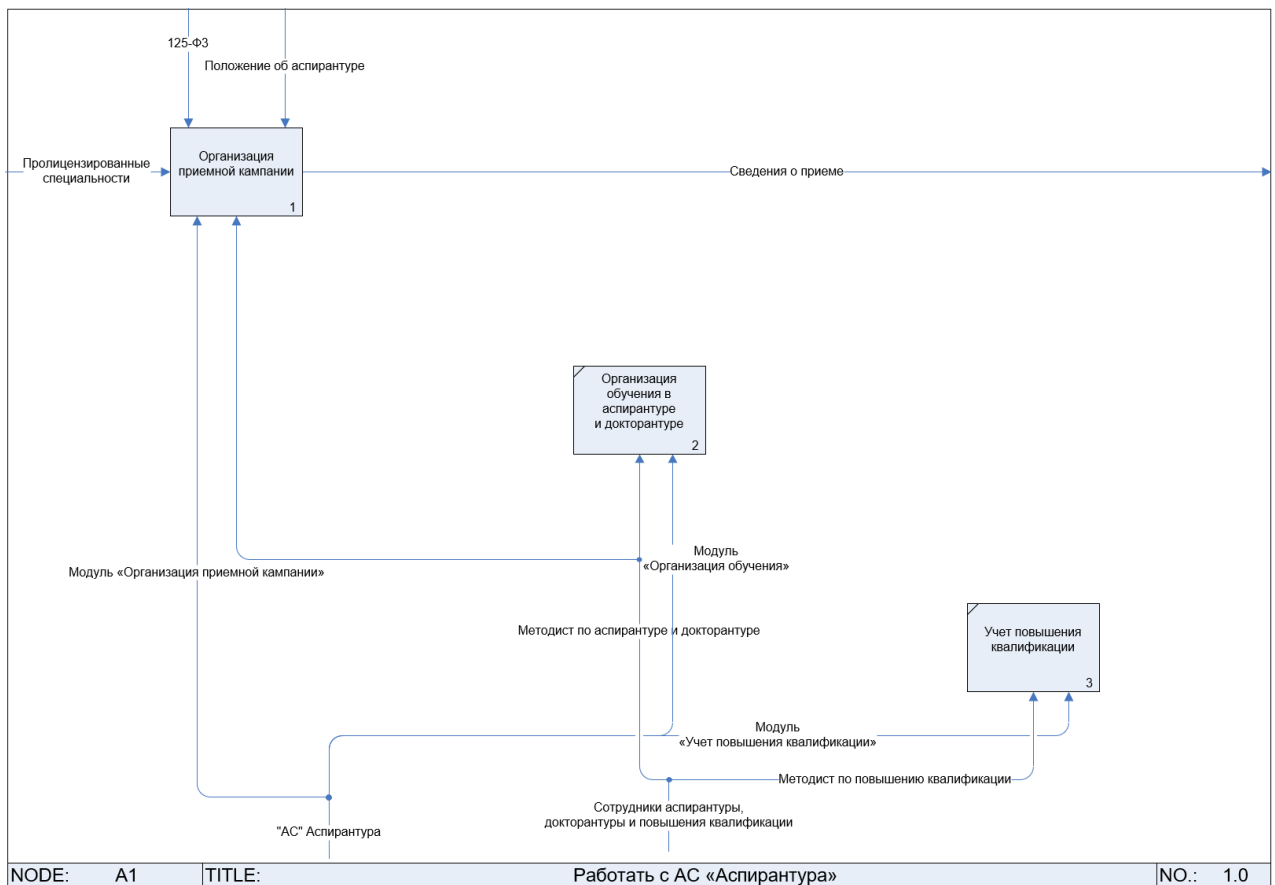 125-ФЗ
Положение об аспирантуре
Пролицензированные
специальности
Организация
приемной кампании
1
Сведения о приеме
Организация
обучения в
аспирантуре
и докторантуре
2
Модуль
«Организация обучения»
Модуль «Организация приемной кампании»
Методист по аспирантуре и докторантуре
Учет повышения
квалификации
3
Модуль
«Учет повышения квалификации»
Методист по повышению квалификации
Сотрудники аспирантуры,
докторантуры и повышения квалификации
"АС" Аспирантура
NODE: A1 TITLE: Работать с АС «Аспирантура» NO.: 1.0